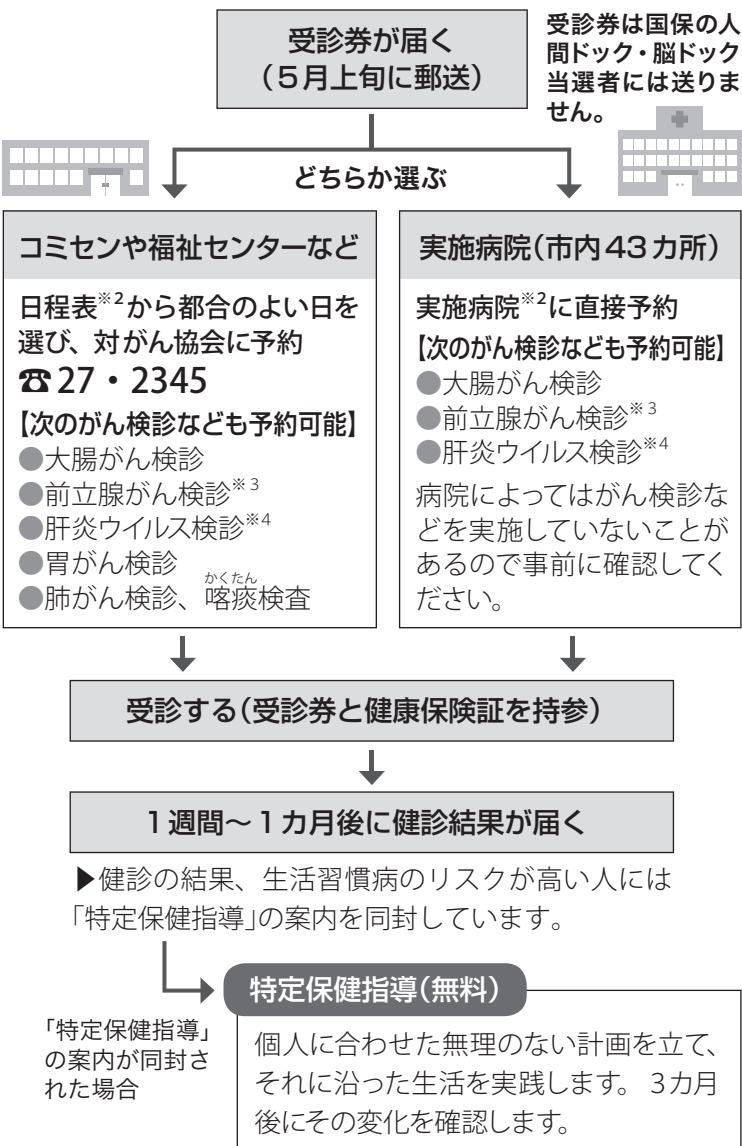 受診券が届く
(5月上旬に郵送)
受診券は国保の人
間ドック・脳ドック
当選者には送りま
せん。
どちらか選ぶ
コミセンや福祉センターなど
日程表※2から都合のよい日を
選び、対がん協会に予約
☎27・2345
【次のがん検診なども予約可能】
●大腸がん検診
●前立腺がん検診※3
●肝炎ウイルス検診※4
●胃がん検診
●肺がん検診、喀痰検査
かくたん
実施病院(市内43カ所)
実施病院※2に直接予約
【次のがん検診なども予約可能】
●大腸がん検診
●前立腺がん検診※3
●肝炎ウイルス検診※4
病院によってはがん検診な
どを実施していないことが
あるので事前に確認してく
ださい。
受診する(受診券と健康保険証を持参)
1週間～1カ月後に健診結果が届く
▶健診の結果、生活習慣病のリスクが高い人には
「特定保健指導」の案内を同封しています。
「特定保健指導」
の案内が同封さ
れた場合
特定保健指導(無料)
個人に合わせた無理のない計画を立て、
それに沿った生活を実践します。3カ月
後にその変化を確認します。